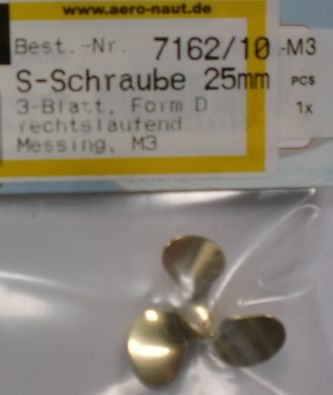 www.aero-naut.de
Best.-Nr. 7162/10 -M3
S-Schraube 25mm PCS
3-Blatt, Form D 1x
rechtslaufend
Messing, M3